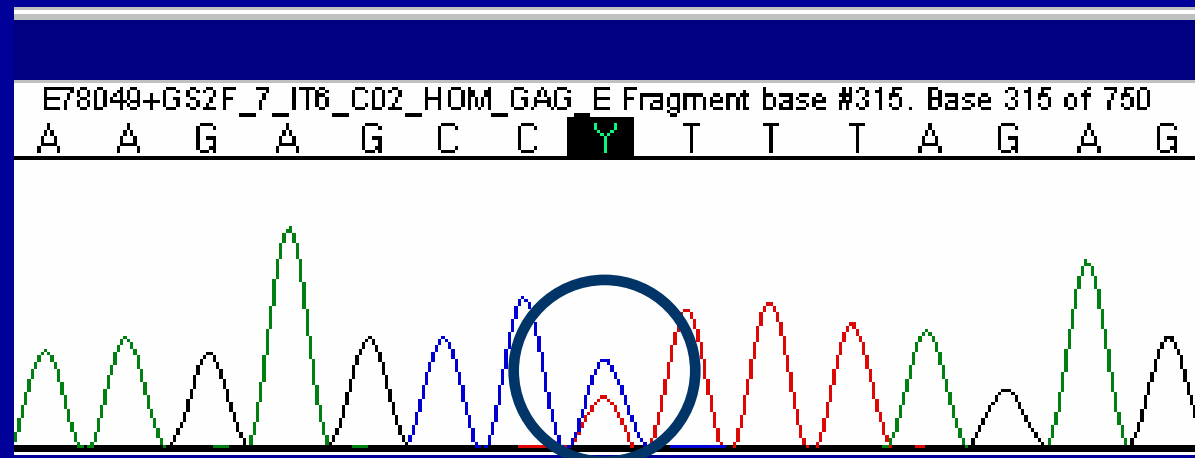 E78049+GS2F_7_IT6_C02_HOM_GAG_E Fragment base #315. Base 315 of 750
A A G A G C C Y T T T A G A G